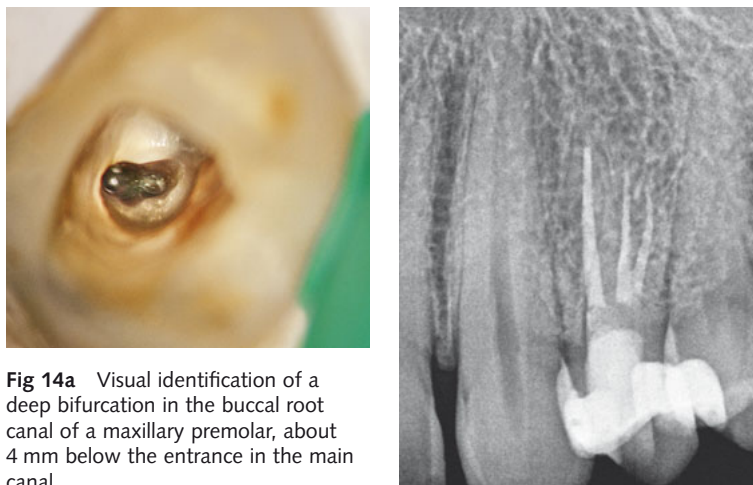 Fig 14a Visual identification of a
deep bifurcation in the buccal root
canal of a maxillary premolar, about
4 mm below the entrance in the main
canal